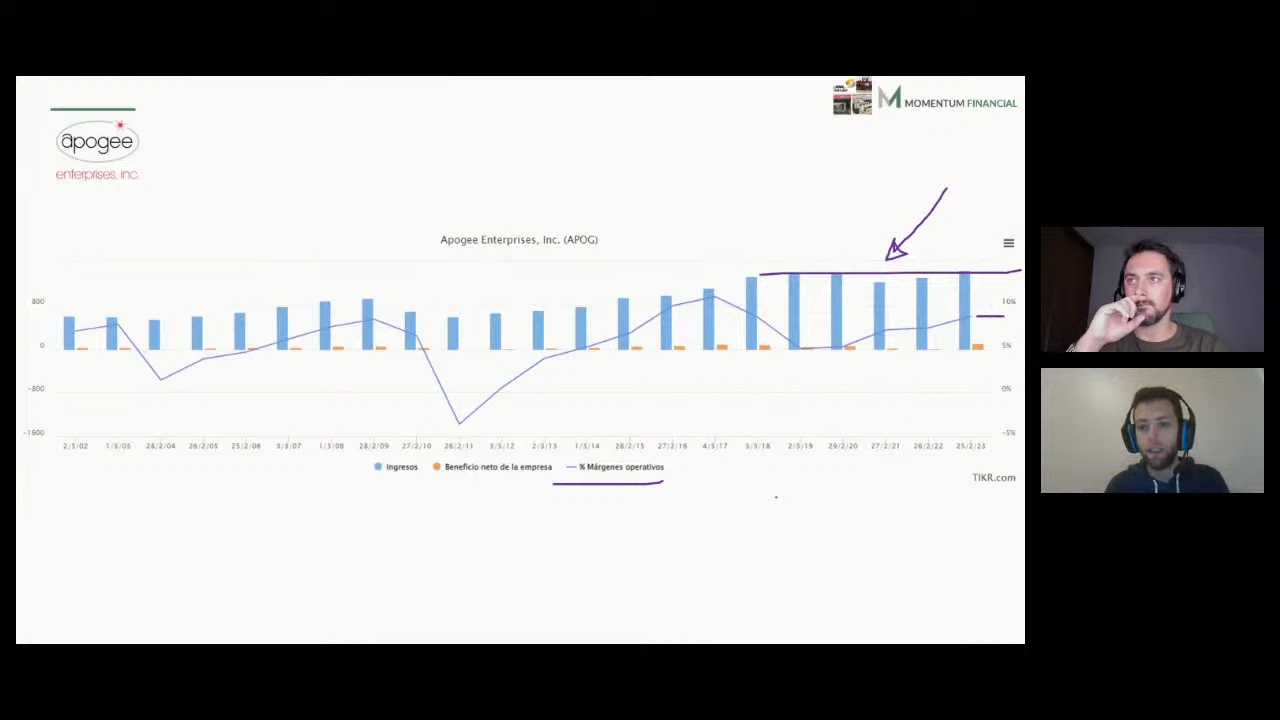 MOMENTUM FINANCIAL
apogee
enterprises, inc.
Apogee Enterprises, Inc. (APOG)
800
0
-800
-1600
10%
5%
0%
-5%
2/3/02 1/3/03 28/2/04 26/2/05 25/2/06 3/3/07 1/3/08 28/2/09 27/2/10 26/2/11 3/3/12 2/3/13 1/3/14 28/2/15 27/2/16 4/3/17 3/3/18 2/3/19 29/2/20 27/2/21 26/2/22 25/2/23
Ingresos Beneficio neto de la empresa % Márgenes operativos
TIKR.com